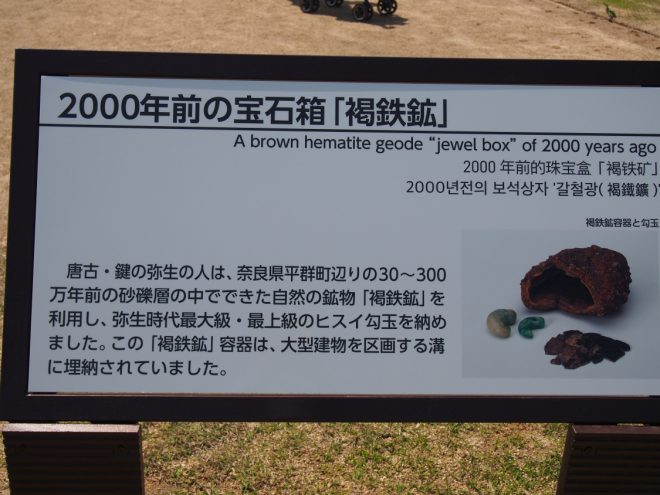 2000年前の宝石箱「褐鉄鉱」
A brown hematite geode “jewel box” of 2000 years ago
2000 年前的珠宝盒「褐铁矿」
2000년전의 보석상자 '갈철광( 褐鐵鑛 )'
褐鉄鉱容器と勾玉
唐古・鍵の弥生の人は、奈良県平群町辺りの30～300
万年前の砂礫層の中でできた自然の鉱物「褐鉄鉱」を
利用し、弥生時代最大級・最上級のヒスイ勾玉を納め
ました。この「褐鉄鉱」容器は、大型建物を区画する溝
に埋納されていました。